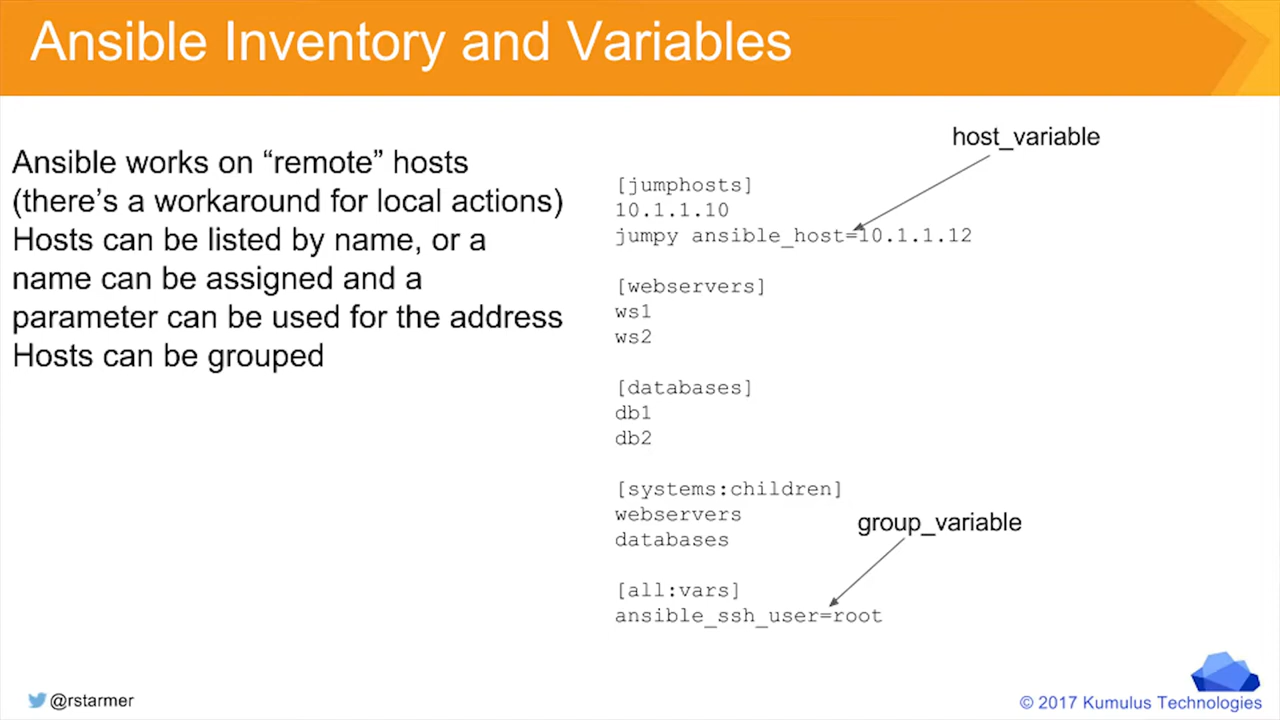 Ansible Inventory and Variables
Ansible works on “remote” hosts
(there’s a workaround for local actions)
Hosts can be listed by name, or a
name can be assigned and a
parameter can be used for the address
Hosts can be grouped
host_variable
[jumphosts]
10.1.1.10
jumpy ansible_host=10.1.1.12
[webservers]
ws1
ws2
[databases]
db1
db2
[systems:children]
webservers
databases
group_variable
[all:vars]
ansible_ssh_user=root
@rstarmer
© 2017 Kumulus Technologies